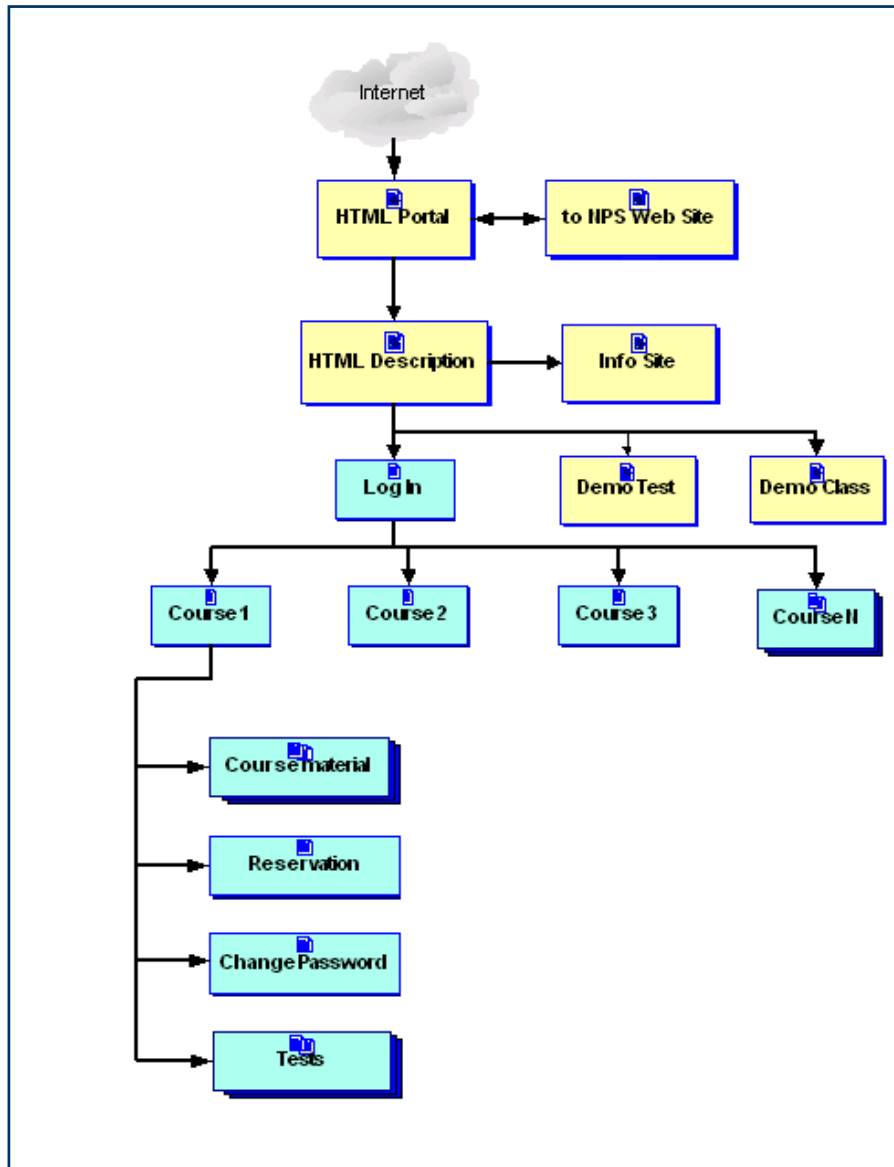 Internet
HTML Portal
to NPS Web Site
HTML Description
Info Site
Log In
Demo Test
Demo Class
Course 1
Course 2
Course 3
Course N
Course material
Reservation
Change Password
Tests